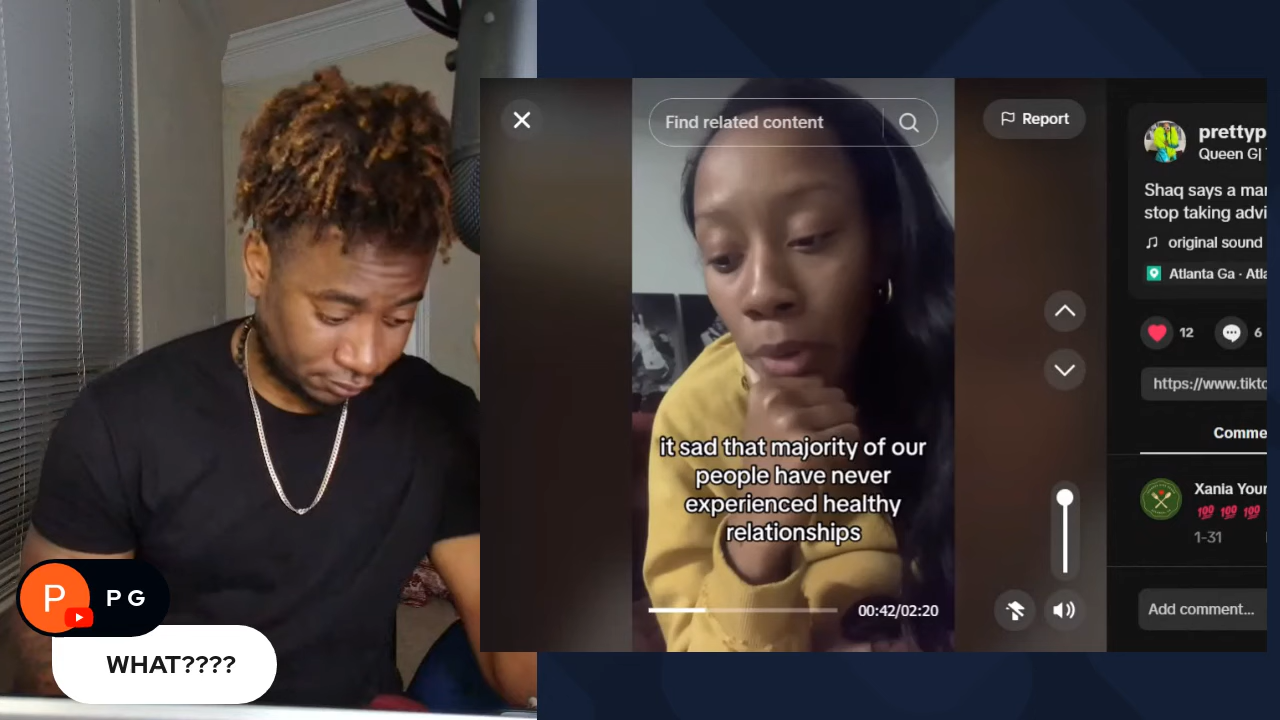 Find related content
Report
prettyp
Queen G|
Shaq says a mar
stop taking advi
original sound
Atlanta Ga · Atla
12
6
https://www.tikto
Comme
it sad that majority of our
people have never
experienced healthy
relationships
Xania Your
💯 💯 💯
1-31
00:42/02:20
Add comment...
P
P G
WHAT????